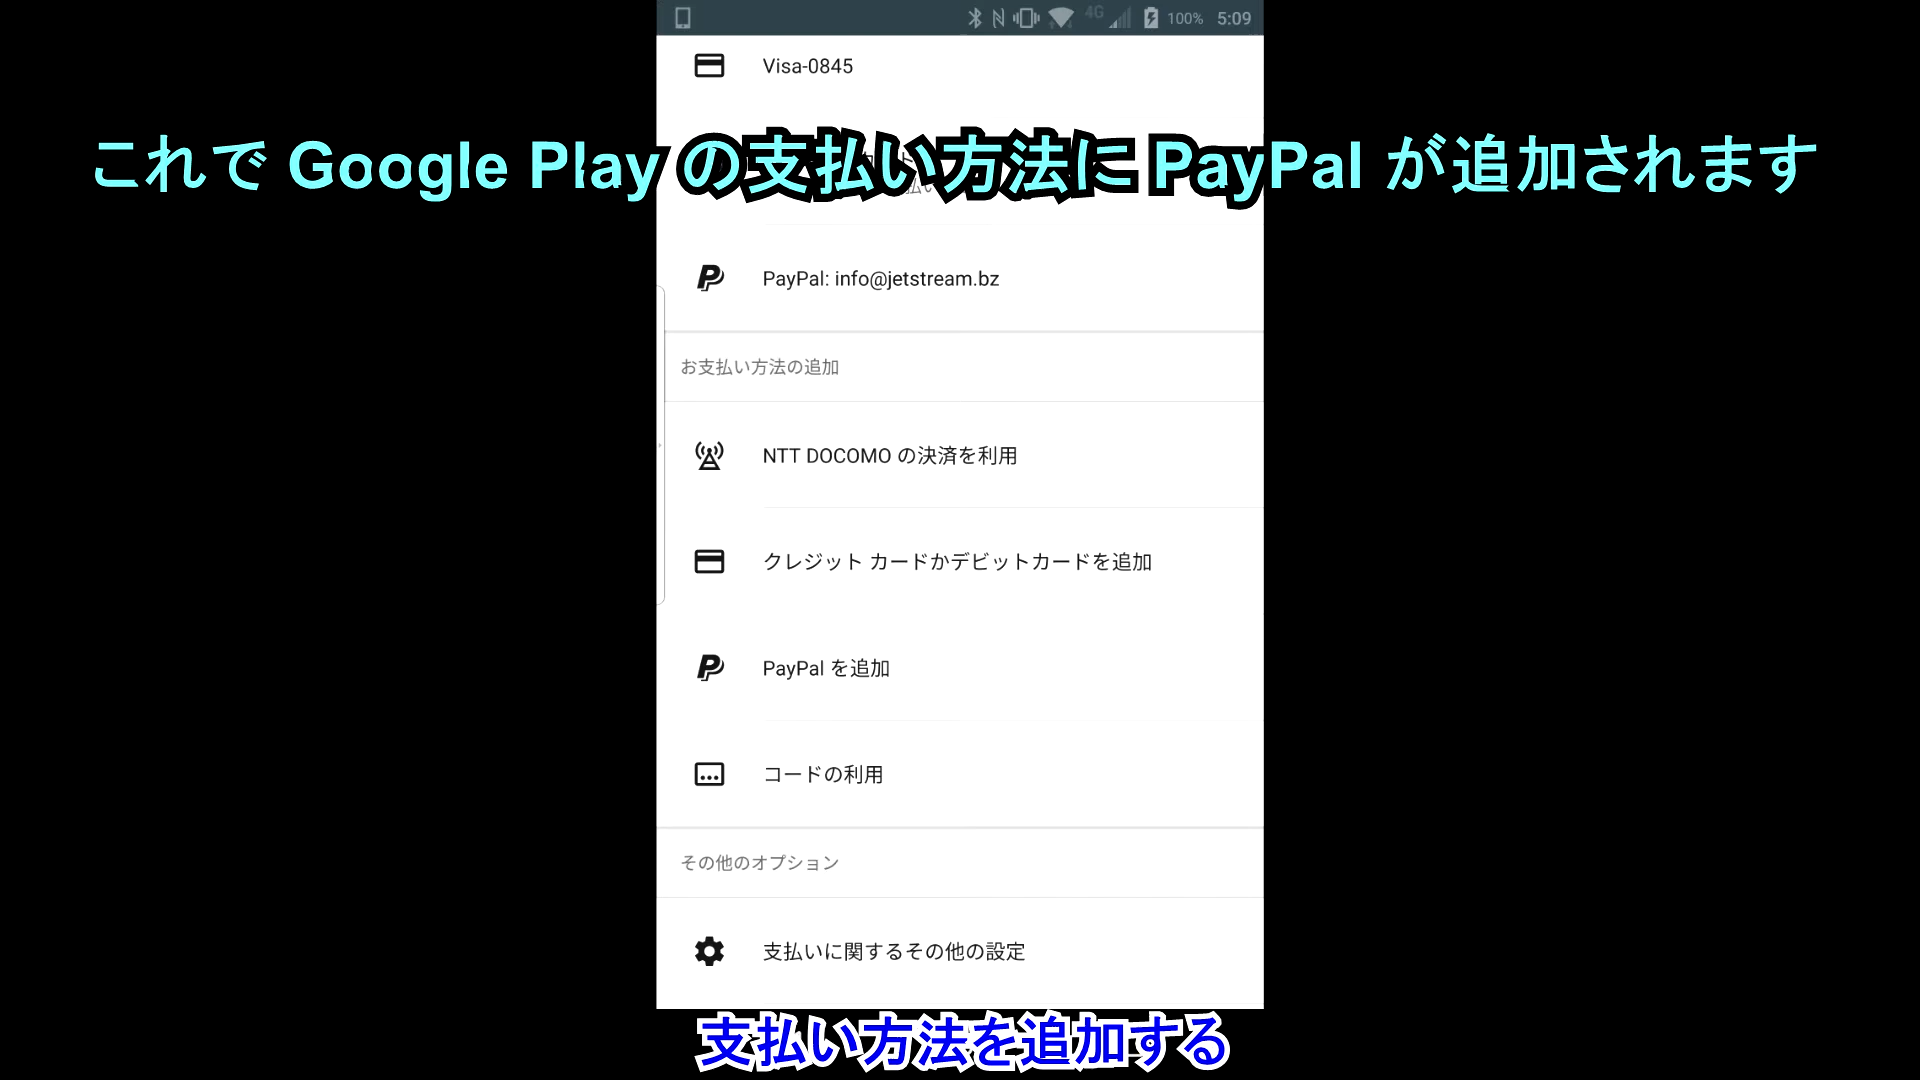 4G 100% 5:09
Visa-0845
これで Google Play の支払い方法に PayPal が追加されます
PayPal: info@jetstream.bz
お支払い方法の追加
NTT DOCOMO の決済を利用
クレジット カードかデビットカードを追加
PayPal を追加
コードの利用
その他のオプション
支払いに関するその他の設定
支払い方法を追加する